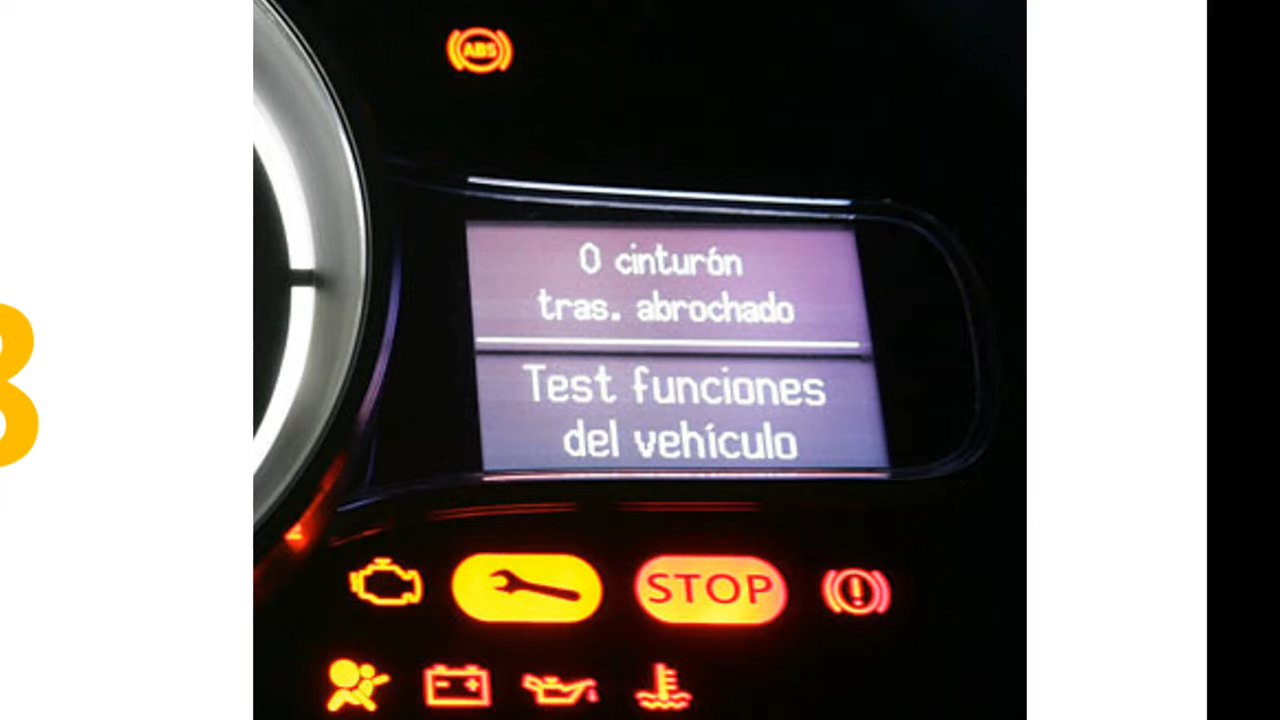 ABS
0 cinturón
tras. abrochado
Test funciones
del vehículo
STOP